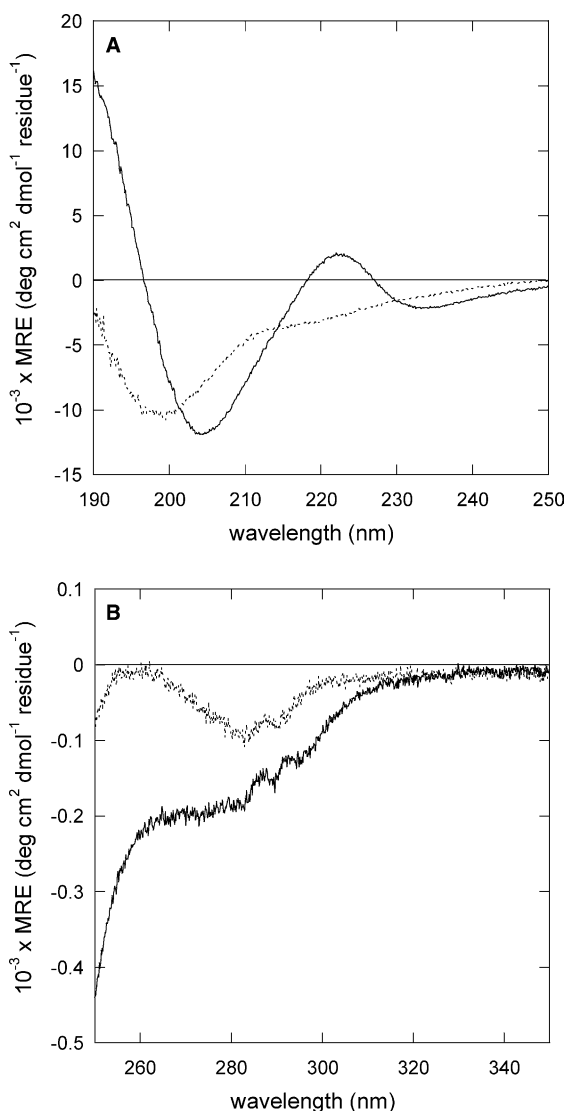 A
20
15
10
5
0
-5
-10
-15
10⁻³ x MRE (deg cm² dmol⁻¹ residue⁻¹)
190 200 210 220 230 240 250
wavelength (nm)
B
0.1
0
-0.1
-0.2
-0.3
-0.4
-0.5
10⁻³ x MRE (deg cm² dmol⁻¹ residue⁻¹)
260 280 300 320 340
wavelength (nm)